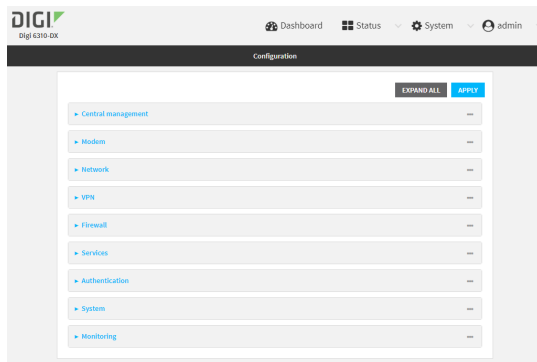 DIGI
Digi 6310-DX
Dashboard Status System admin
Configuration
EXPAND ALL APPLY
Central management
Modem
Network
VPN
Firewall
Services
Authentication
System
Monitoring